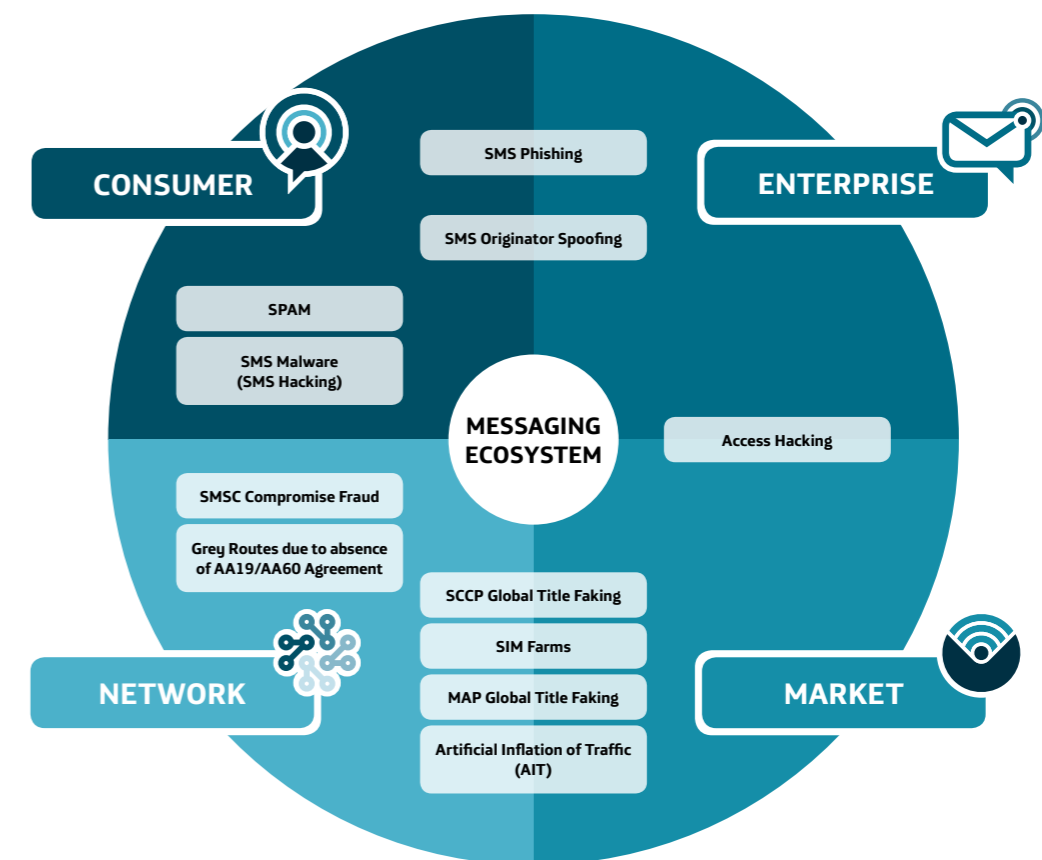 CONSUMER
ENTERPRISE
SMS Phishing
SMS Originator Spoofing
SPAM
SMS Malware
(SMS Hacking)
MESSAGING
ECOSYSTEM
Access Hacking
SMSC Compromise Fraud
Grey Routes due to absence
of AA19/AA60 Agreement
SCCP Global Title Faking
SIM Farms
MAP Global Title Faking
Artificial Inflation of Traffic
(AIT)
NETWORK
MARKET